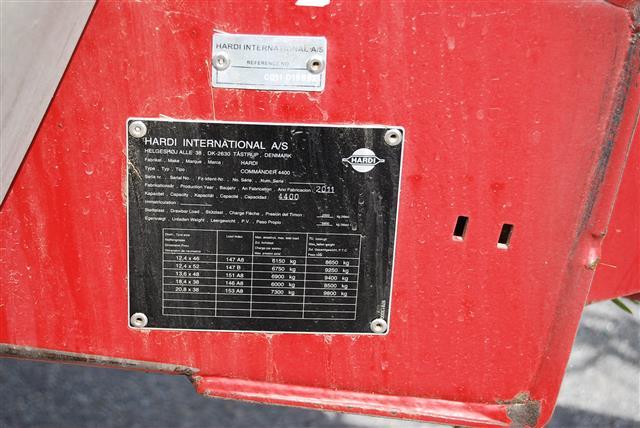 HARDI INTERNATIONAL A/S
REFERENCE NO
HARDI INTERNATIONAL A/S
HELGESHØJ ALLE 38, DK-2630 TÅSTRUP, DENMARK
HARDI
Fabrikat, Make, Marque, Marca: HARDI
Type, Typ, Tipo COMMANDER 4400
Serie nr., Serial No., Fz-Ident-Nr., No. Série, Num. Serie:
Fabrikationsår, Production Year, Baujahr, An Fabrication, Ano Fabricacion: 2011
Kapacitet, Capacity, Kapazität, Capacité, Capacidad: 4400
Immatriculation:
Støttelast, Drawbar Load, Stützlast, Charge Flèche, Pression del Timon:
Egenvægt, Unladen Weight, Leergewicht, P.V., Peso Propio
Load Index
12,4 x 46 147 A8 6150 kg 8650 kg
12,4 x 52 147 B 6750 kg 9250 kg
13,6 x 48 151 A8 6900 kg 9400 kg
18,4 x 38 146 A8 6000 kg 8500 kg
20,8 x 38 153 A8 7300 kg 9800 kg